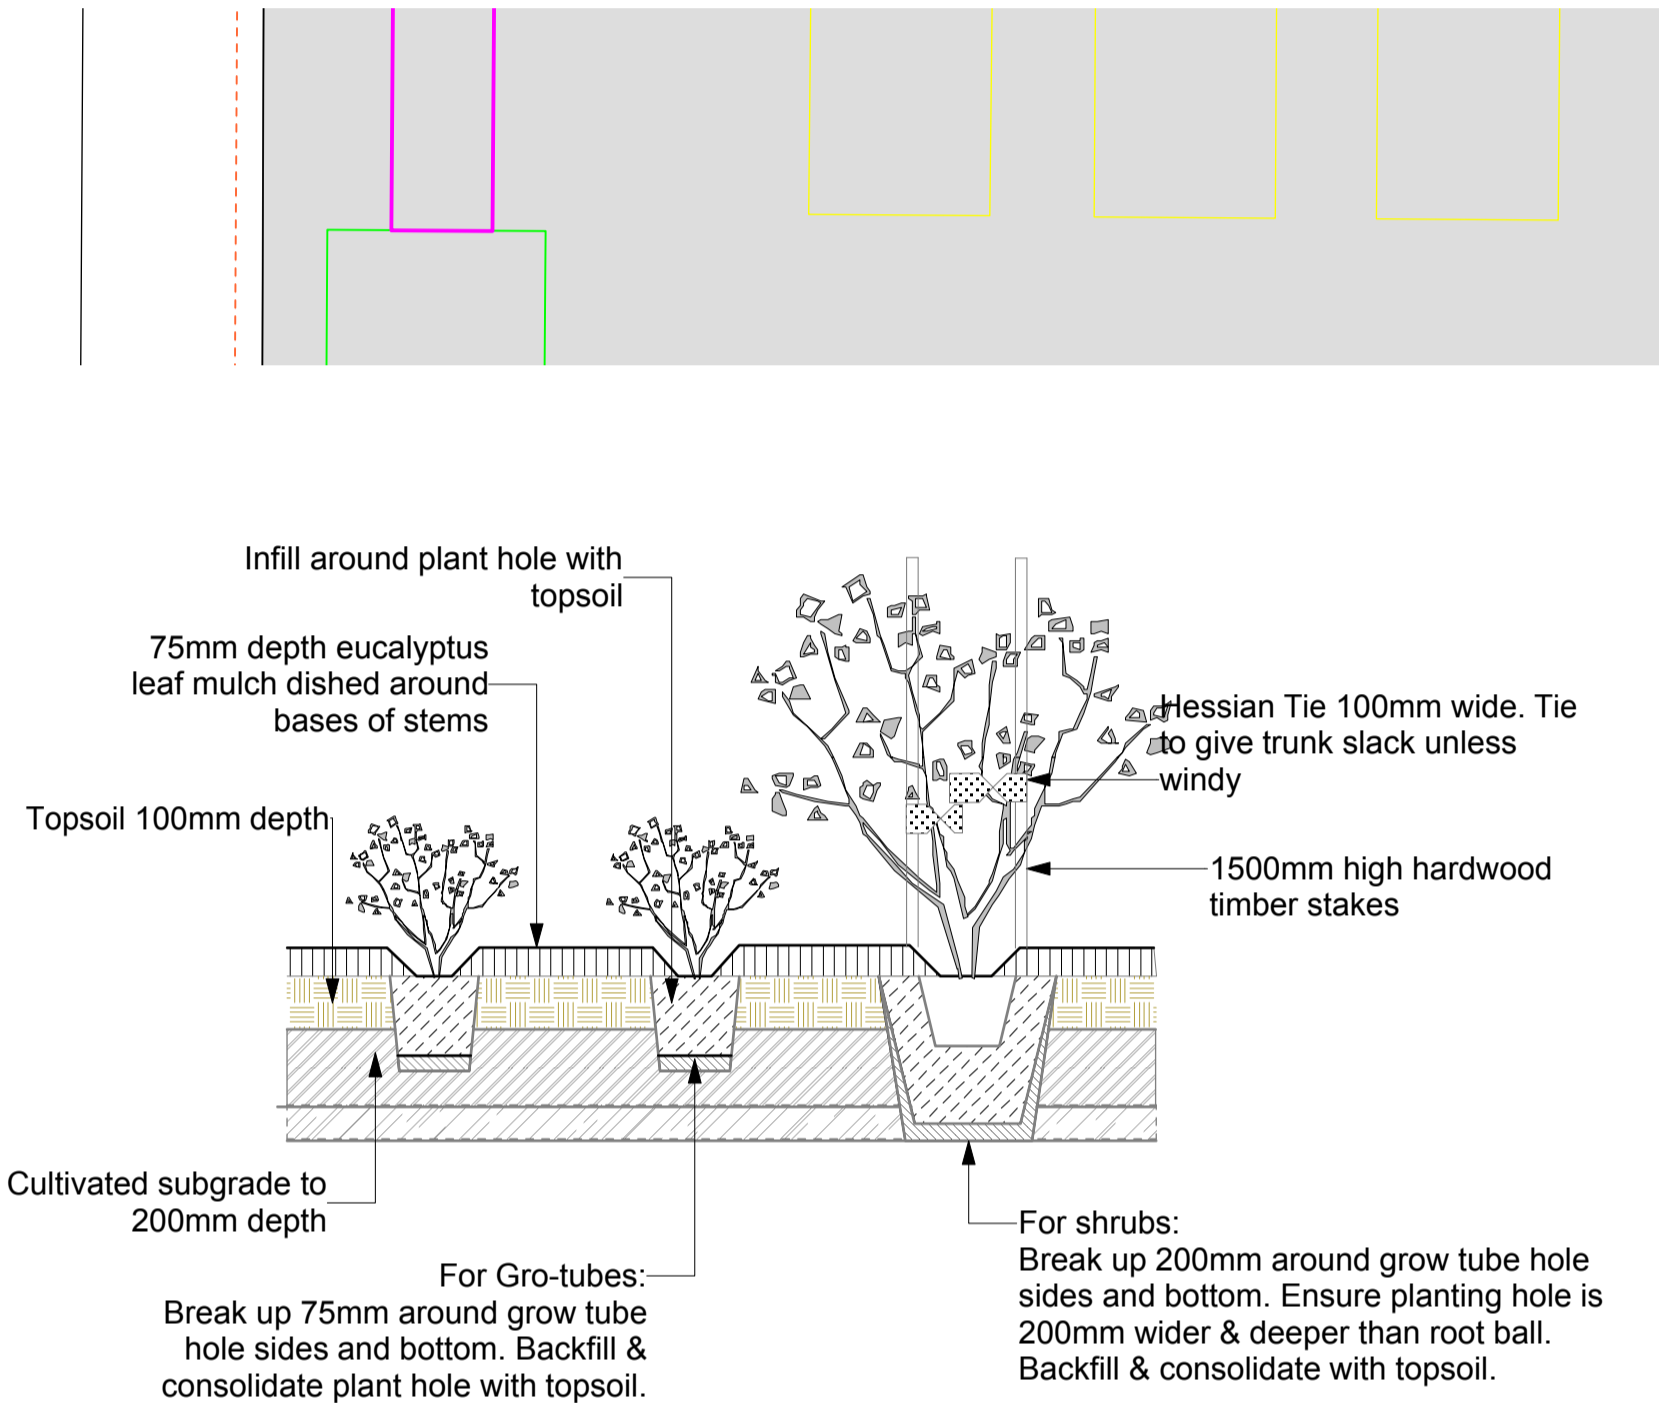 Infill around plant hole with
topsoil
75mm depth eucalyptus
leaf mulch dished around
bases of stems
Hessian Tie 100mm wide. Tie
to give trunk slack unless
windy
Topsoil 100mm depth
1500mm high hardwood
timber stakes
Cultivated subgrade to
200mm depth
For Gro-tubes:
Break up 75mm around grow tube
hole sides and bottom. Backfill &
consolidate plant hole with topsoil.
For shrubs:
Break up 200mm around grow tube hole
sides and bottom. Ensure planting hole is
200mm wider & deeper than root ball.
Backfill & consolidate with topsoil.